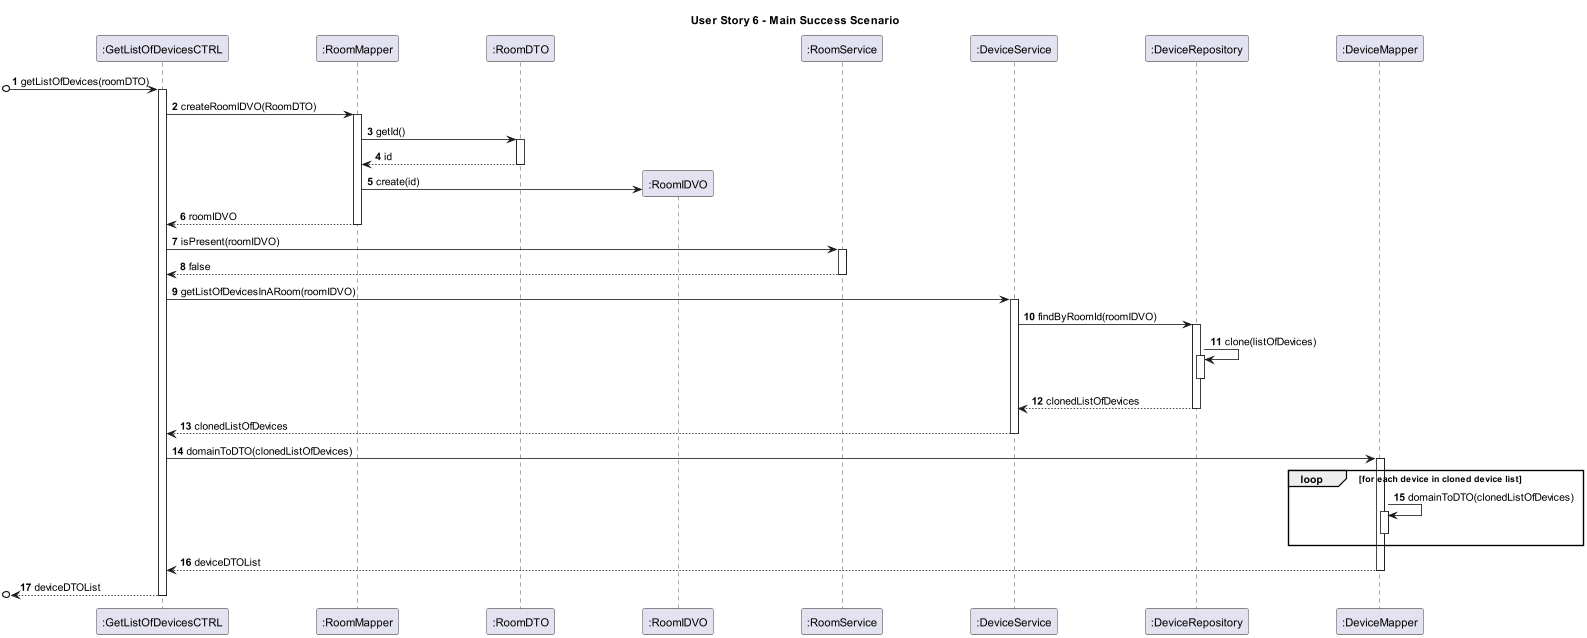 User Story 6 - Main Success Scenario
:GetListOfDevicesCTRL
:RoomMapper
:RoomDTO
:RoomService
:DeviceService
:DeviceRepository
:DeviceMapper
1 getListOfDevices(roomDTO)
2 createRoomIDVO(RoomDTO)
3 getId()
4 id
5 create(id)
:RoomIDVO
6 roomIDVO
7 isPresent(roomIDVO)
8 false
9 getListOfDevicesInARoom(roomIDVO)
10 findByRoomId(roomIDVO)
11 clone(listOfDevices)
12 clonedListOfDevices
13 clonedListOfDevices
14 domainToDTO(clonedListOfDevices)
loop [for each device in cloned device list]
15 domainToDTO(clonedListOfDevices)
16 deviceDTOList
17 deviceDTOList
:GetListOfDevicesCTRL
:RoomMapper
:RoomDTO
:RoomIDVO
:RoomService
:DeviceService
:DeviceRepository
:DeviceMapper